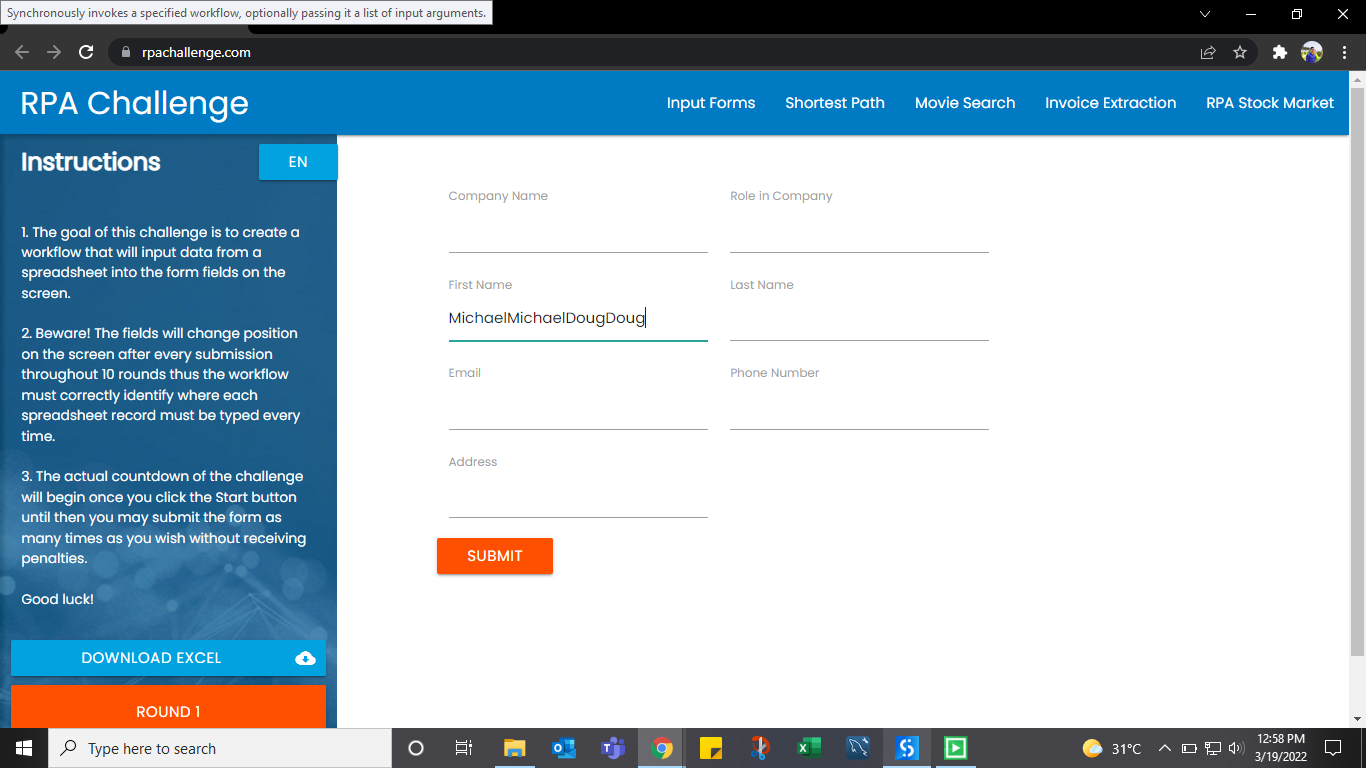 Synchronously invokes a specified workflow, optionally passing it a list of input arguments.
rpachallenge.com
RPA Challenge
Input Forms
Shortest Path
Movie Search
Invoice Extraction
RPA Stock Market
Instructions
EN
1. The goal of this challenge is to create a
workflow that will input data from a
spreadsheet into the form fields on the
screen.
2. Beware! The fields will change position
on the screen after every submission
throughout 10 rounds thus the workflow
must correctly identify where each
spreadsheet record must be typed every
time.
3. The actual countdown of the challenge
will begin once you click the Start button
until then you may submit the form as
many times as you wish without receiving
penalties.
Good luck!
DOWNLOAD EXCEL
ROUND 1
Company Name
Role in Company
First Name
Last Name
MichaelMichaelDougDoug
Email
Phone Number
Address
SUBMIT
Type here to search
31°C
12:58 PM
3/19/2022